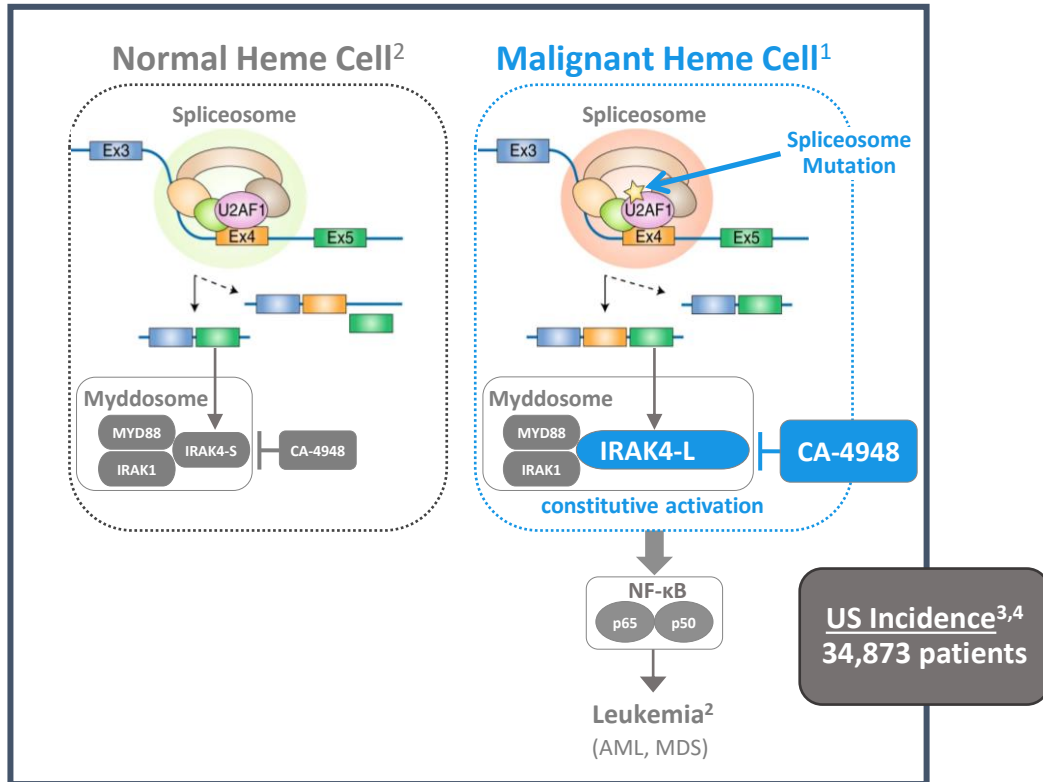 Normal Heme Cell2
Spliceosome
Ex3
U2AF1
Ex4
Ex5
Myddosome
MYD88
IRAK1
IRAK4-S
CA-4948
Malignant Heme Cell1
Spliceosome
Spliceosome
Mutation
Ex3
U2AF1
Ex4
Ex5
Myddosome
MYD88
IRAK1
IRAK4-L
CA-4948
constitutive activation
NF-κB
p65
p50
Leukemia2
(AML, MDS)
US Incidence3,4
34,873 patients